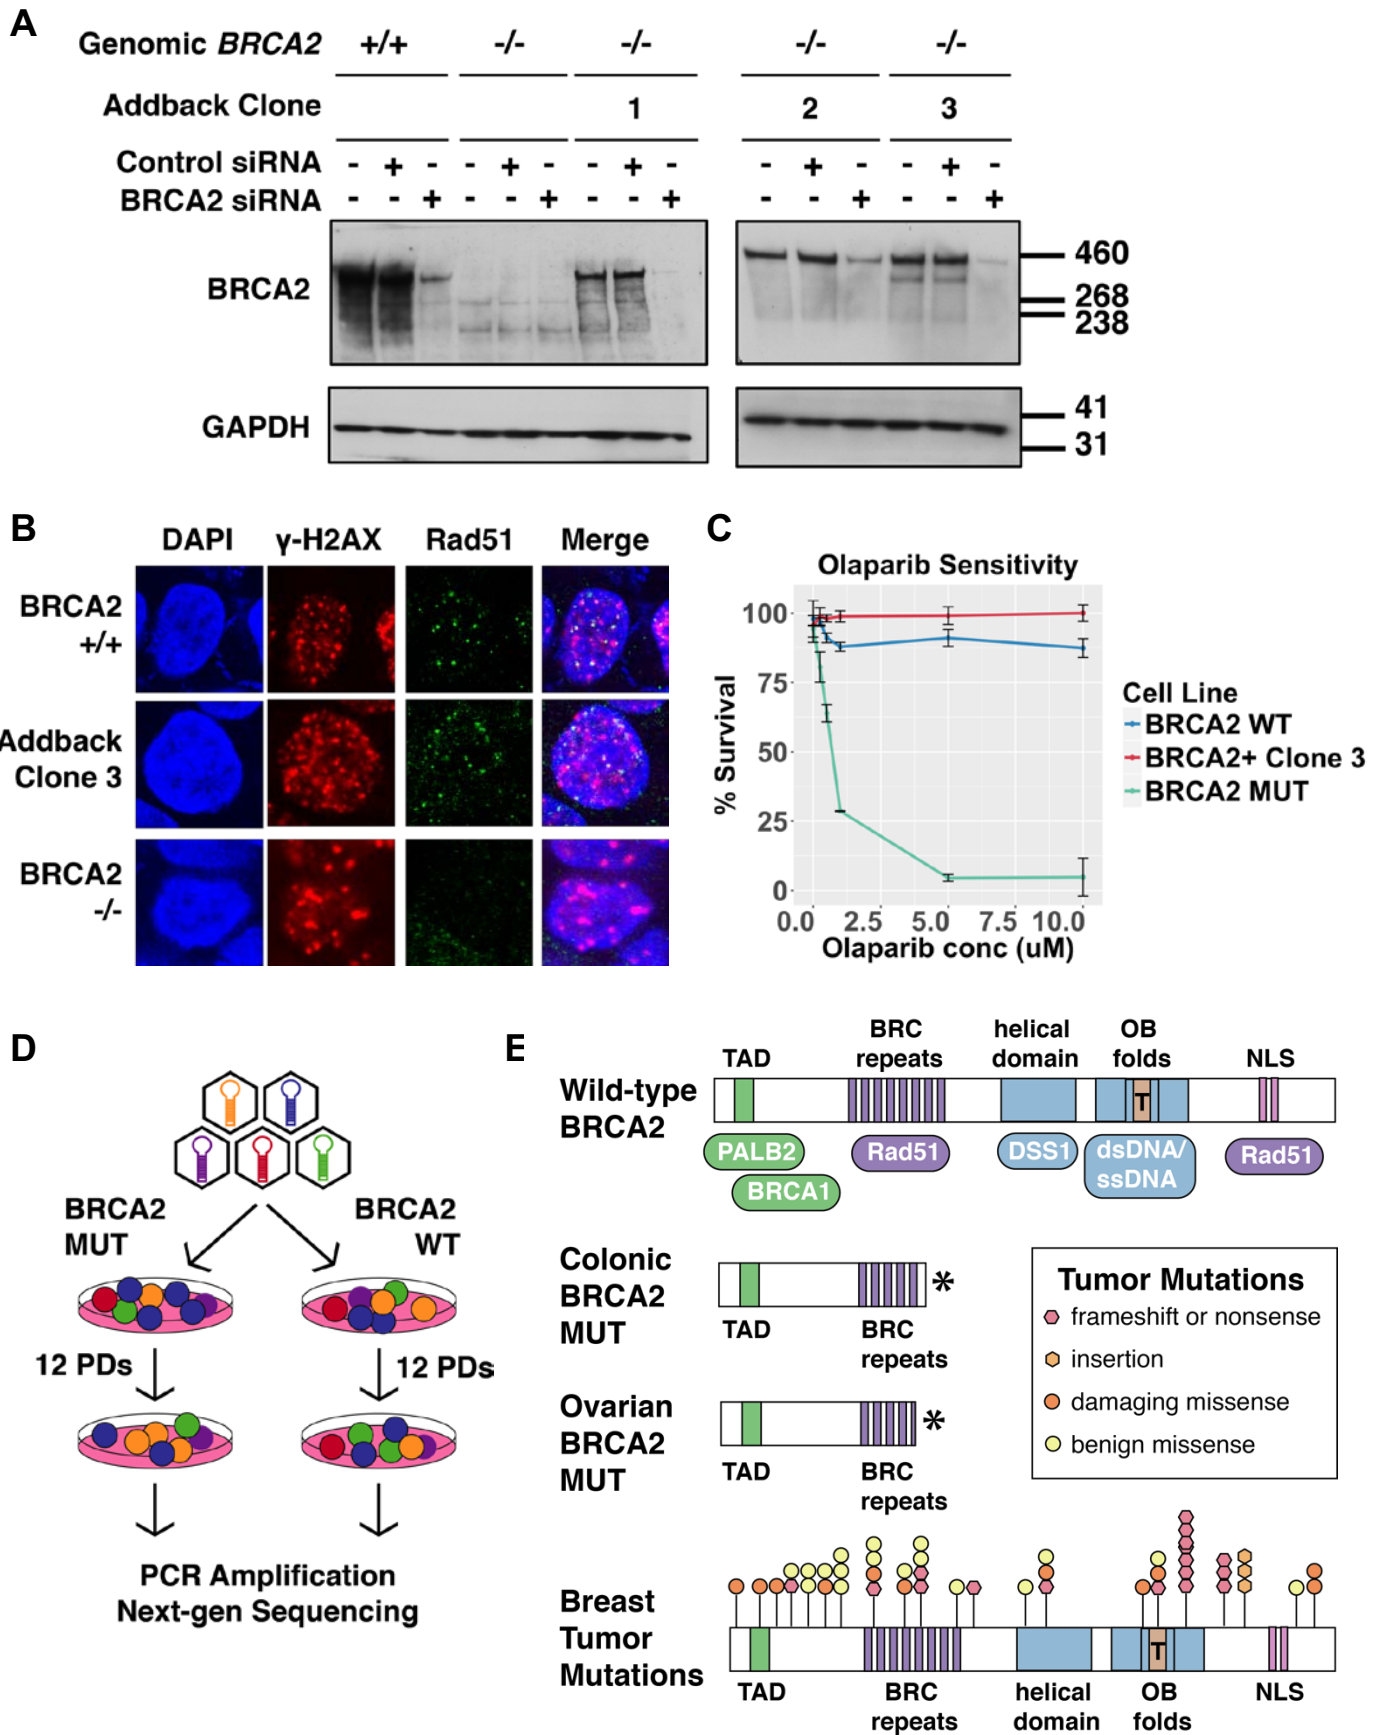 A
Genomic BRCA2 +/+ -/- -/- -/- -/-
Addback Clone 1 2 3
Control siRNA - + - - + - - + - - + - - + -
BRCA2 siRNA - - + - - + - - + - - + - - +
BRCA2
460
268
238
GAPDH
41
31
B
DAPI γ-H2AX Rad51 Merge
BRCA2
+/+
Addback
Clone 3
BRCA2
-/-
C
Olaparib Sensitivity
% Survival
100
75
50
25
0
0.0 2.5 5.0 7.5 10.0
Olaparib conc (uM)
Cell Line
BRCA2 WT
BRCA2+ Clone 3
BRCA2 MUT
D
BRCA2
MUT
BRCA2
WT
12 PDs
12 PDs
PCR Amplification
Next-gen Sequencing
E
TAD
BRC
repeats
helical
domain
OB
folds
NLS
Wild-type
BRCA2
T
PALB2
BRCA1
Rad51
DSS1
dsDNA/
ssDNA
Rad51
Colonic
BRCA2
MUT
*
TAD
BRC
repeats
Ovarian
BRCA2
MUT
*
TAD
BRC
repeats
Tumor Mutations
frameshift or nonsense
insertion
damaging missense
benign missense
Breast
Tumor
Mutations
T
TAD
BRC
repeats
helical
domain
OB
folds
NLS